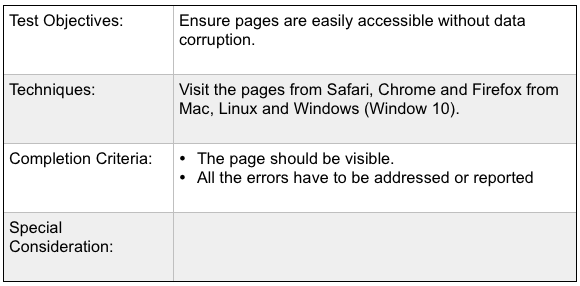 Test Objectives:
Ensure pages are easily accessible without data
corruption.
Techniques:
Visit the pages from Safari, Chrome and Firefox from
Mac, Linux and Windows (Window 10).
Completion Criteria:
• The page should be visible.
• All the errors have to be addressed or reported
Special
Consideration: